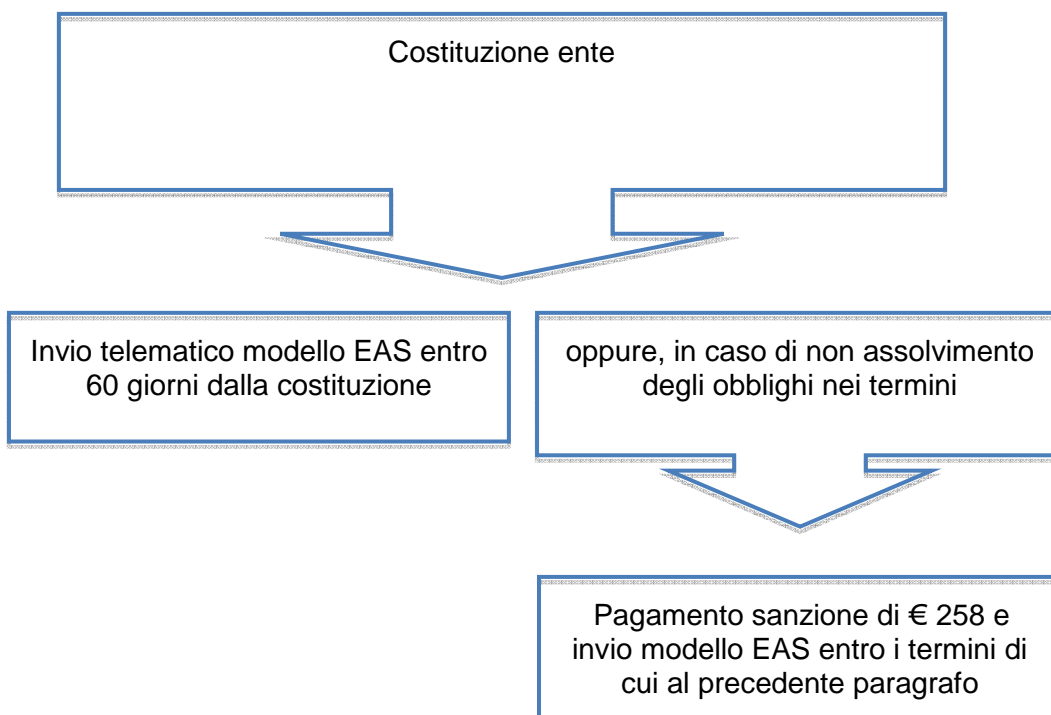 Costituzione ente
Invio telematico modello EAS entro
60 giorni dalla costituzione
oppure, in caso di non assolvimento
degli obblighi nei termini
Pagamento sanzione di € 258 e
invio modello EAS entro i termini di
cui al precedente paragrafo